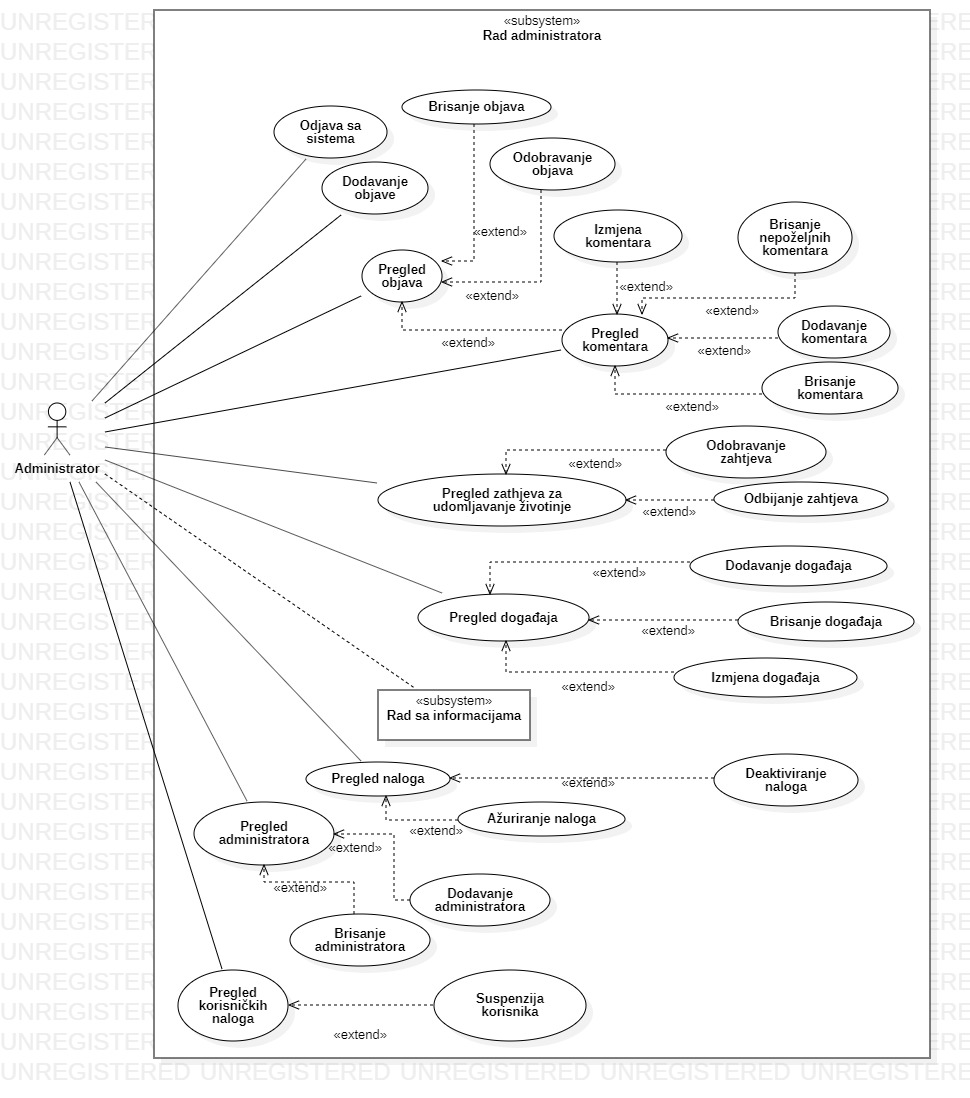 «subsystem»
Rad administratora
Brisanje objava
Odjava sa
sistema
Odobravanje
objava
Dodavanje
objave
«extend»
Izmjena
komentara
Brisanje
nepoželjnih
komentara
Pregled
objava
«extend»
«extend»
«extend»
«extend»
Pregled
komentara
Dodavanje
komentara
«extend»
Brisanje
komentara
«extend»
Administrator
Odobravanje
zahtjeva
«extend»
Pregled zathjeva za
udomljavanje životinje
Odbijanje zahtjeva
«extend»
Dodavanje događaja
«extend»
Pregled događaja
Brisanje događaja
«extend»
Izmjena događaja
«extend»
«subsystem»
Rad sa informacijama
Pregled naloga
«extend»
Deaktiviranje
naloga
Ažuriranje naloga
«extend»
Pregled
administratora
«extend»
«extend»
Dodavanje
administratora
Brisanje
administratora
Pregled
korisničkih
naloga
Suspenzija
korisnika
«extend»
UNREGISTERED UNREGISTERED UNREGISTERED UNREGISTERED UNREGISTERED